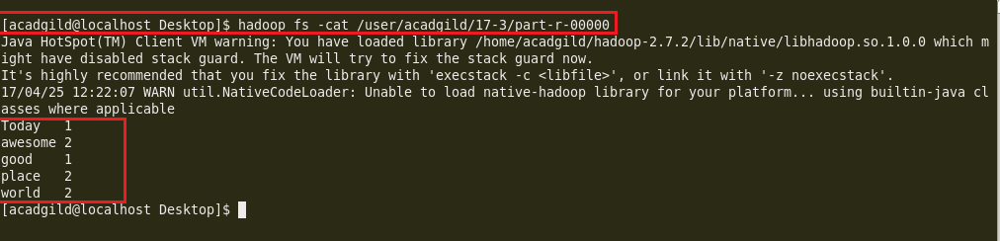 [acadgild@localhost Desktop]$ hadoop fs -cat /user/acadgild/17-3/part-r-00000
Java HotSpot(TM) Client VM warning: You have loaded library /home/acadgild/hadoop-2.7.2/lib/native/libhadoop.so.1.0.0 which m
ight have disabled stack guard. The VM will try to fix the stack guard now.
It's highly recommended that you fix the library with 'execstack -c <libfile>', or link it with '-z noexecstack'.
17/04/25 12:22:07 WARN util.NativeCodeLoader: Unable to load native-hadoop library for your platform... using builtin-java cl
asses where applicable
Today 1
awesome 2
good 1
place 2
world 2
[acadgild@localhost Desktop]$